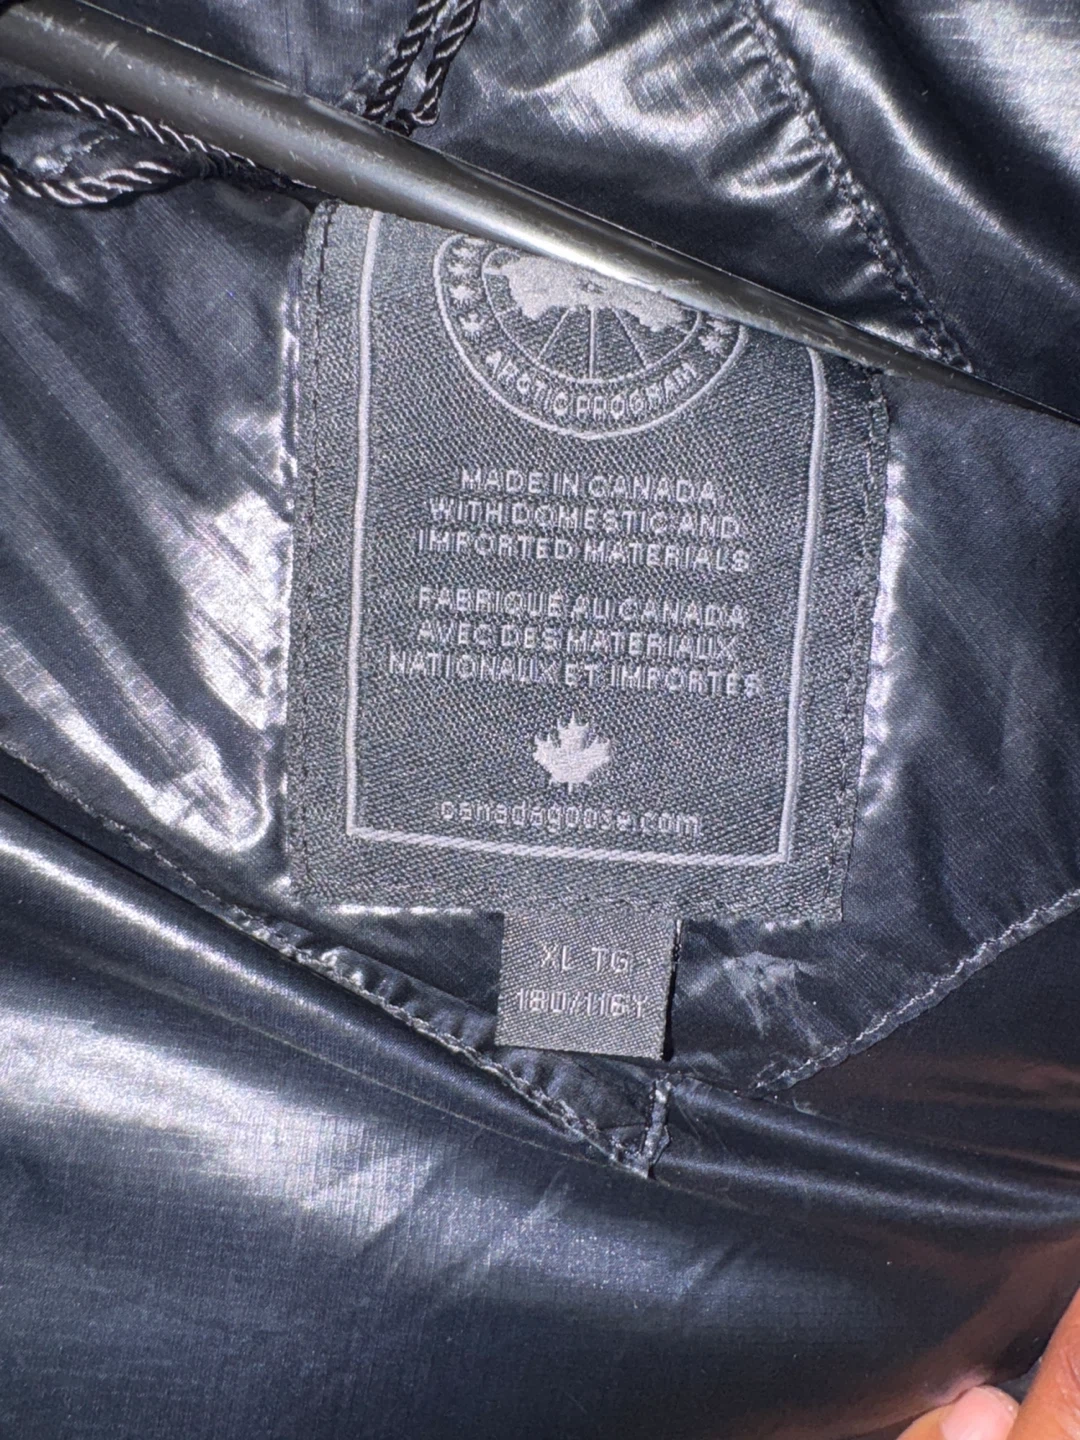 ARCTIC PROGRAM
MADE IN CANADA
WITH DOMESTIC AND
IMPORTED MATERIALS
FABRIQUÉ AU CANADA
AVEC DES MATERIAUX
NATIONAUX ET IMPORTÉS
canadagoose.com
XL TG
180/116Y